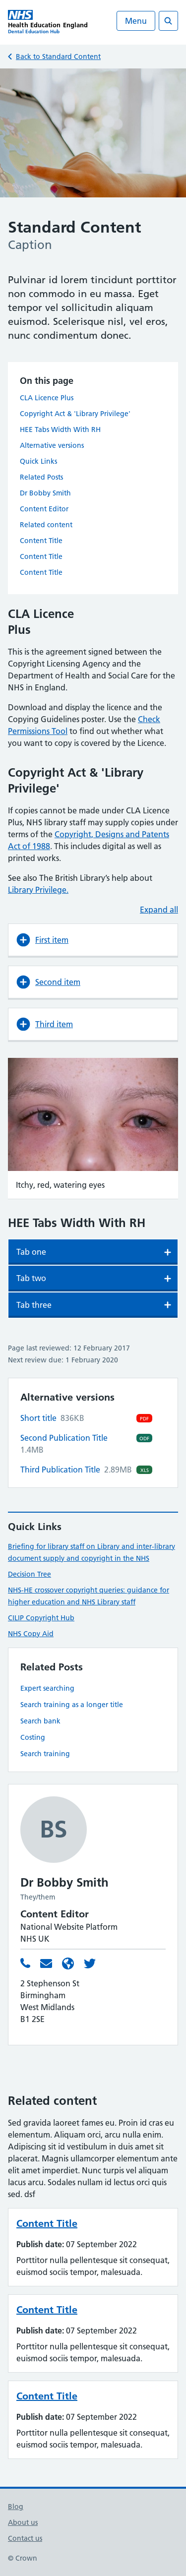 NHS
Health Education England
Dental Education Hub
Menu
Back to Standard Content
Standard Content
Caption
Pulvinar id lorem tincidunt porttitor
non commodo in eu massa. Eget
tempor vel sollicitudin aliquam
euismod. Scelerisque nisl, vel eros,
nunc condimentum donec.
On this page
CLA Licence Plus
Copyright Act & 'Library Privilege'
HEE Tabs Width With RH
Alternative versions
Quick Links
Related Posts
Dr Bobby Smith
Content Editor
Related content
Content Title
Content Title
Content Title
CLA Licence
Plus
This is the agreement signed between the
Copyright Licensing Agency and the
Department of Health and Social Care for the
NHS in England.
Download and display the licence and the
Copying Guidelines poster. Use the Check
Permissions Tool to find out whether what
you want to copy is covered by the Licence.
Copyright Act & 'Library
Privilege'
If copies cannot be made under CLA Licence
Plus, NHS library staff may supply copies under
terms of the Copyright, Designs and Patents
Act of 1988. This includes digital as well as
printed works.
See also The British Library's help about
Library Privilege.
Expand all
First item
Second item
Third item
Itchy, red, watering eyes
HEE Tabs Width With RH
Tab one
Tab two
Tab three
Page last reviewed: 12 February 2017
Next review due: 1 February 2020
Alternative versions
Short title 836KB PDF
Second Publication Title ODF
1.4MB
Third Publication Title 2.89MB XLS
Quick Links
Briefing for library staff on Library and inter-library
document supply and copyright in the NHS
Decision Tree
NHS-HE crossover copyright queries: guidance for
higher education and NHS Library staff
CILIP Copyright Hub
NHS Copy Aid
Related Posts
Expert searching
Search training as a longer title
Search bank
Costing
Search training
BS
Dr Bobby Smith
They/them
Content Editor
National Website Platform
NHS UK
2 Stephenson St
Birmingham
West Midlands
B1 2SE
Related content
Sed gravida laoreet fames eu. Proin id cras eu
elementum. Aliquam orci, arcu nulla enim.
Adipiscing sit id vestibulum in duis amet sit
placerat. Magnis ullamcorper elementum ante
elit amet imperdiet. Nunc turpis vel aliquam
lacus arcu. Sodales nullam id lectus orci duis
sed. dsf
Content Title
Publish date: 07 September 2022
Porttitor nulla pellentesque sit consequat,
euismod sociis tempor, malesuada.
Content Title
Publish date: 07 September 2022
Porttitor nulla pellentesque sit consequat,
euismod sociis tempor, malesuada.
Content Title
Publish date: 07 September 2022
Porttitor nulla pellentesque sit consequat,
euismod sociis tempor, malesuada.
Blog
About us
Contact us
© Crown